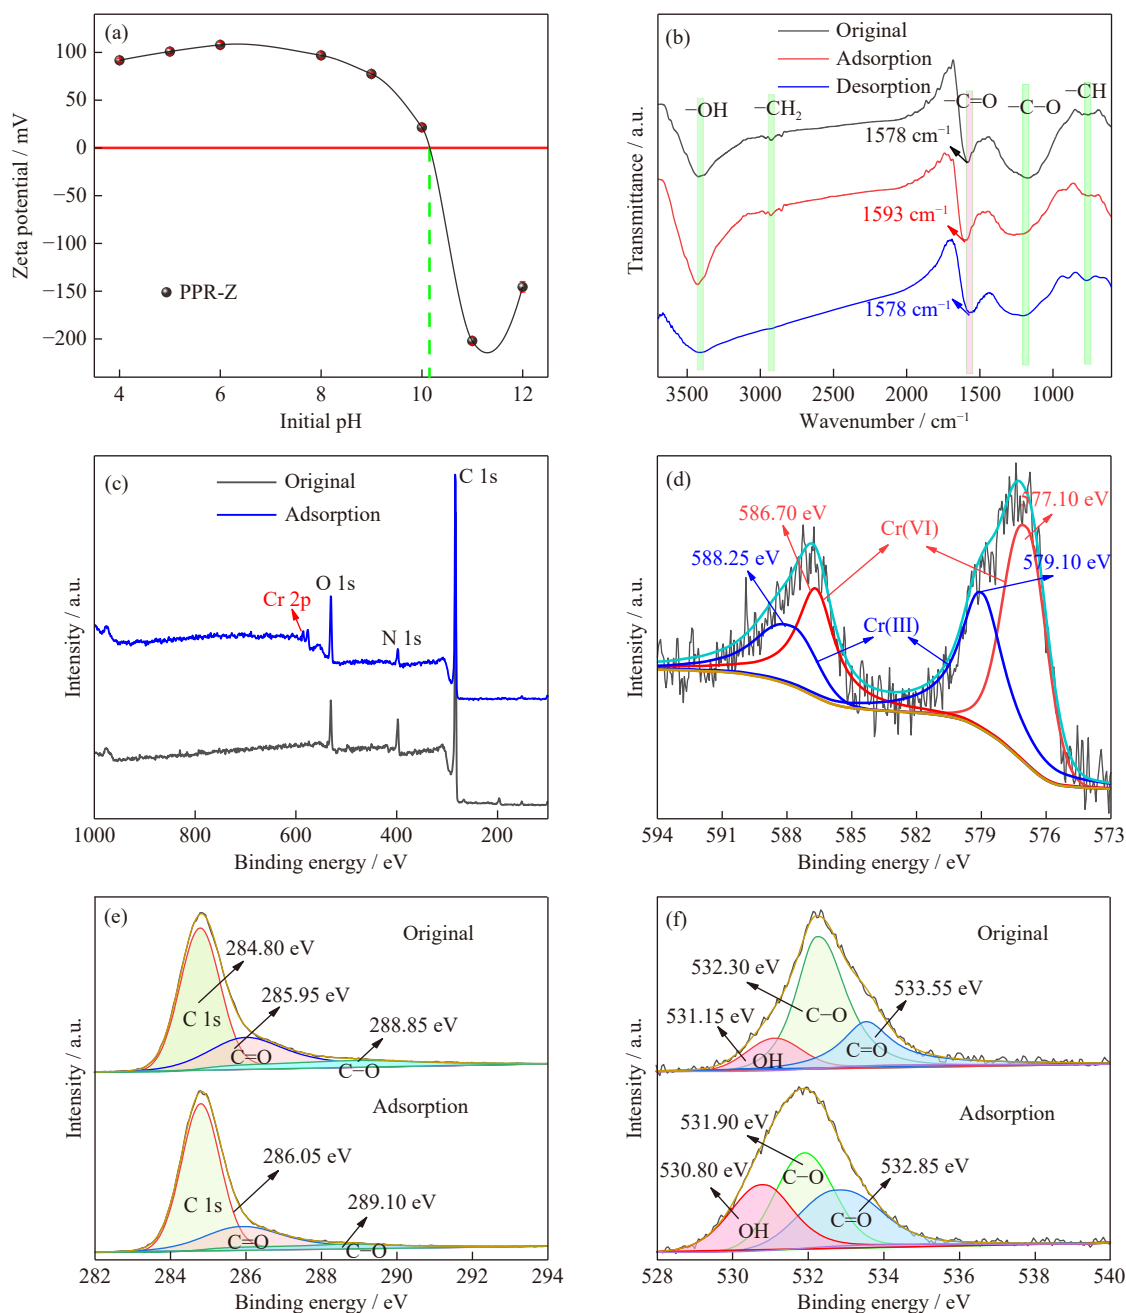 (a)
100
50
0
−50
−100
−150
−200
Zeta potential / mV
PPR-Z
4 6 8 10 12
Initial pH
(b)
Original
Adsorption
Desorption
−OH
−CH2
−C=O
−C−O
−CH
1578 cm−1
1593 cm−1
1578 cm−1
Transmittance / a.u.
3500 3000 2500 2000 1500 1000
Wavenumber / cm−1
(c)
Original
Adsorption
C 1s
O 1s
Cr 2p
N 1s
Intensity / a.u.
1000 800 600 400 200
Binding energy / eV
(d)
577.10 eV
586.70 eV
Cr(VI)
588.25 eV
579.10 eV
Cr(III)
Intensity / a.u.
594 591 588 585 582 579 576 573
Binding energy / eV
(e)
Original
284.80 eV
285.95 eV
288.85 eV
C 1s
C=O
C−O
Adsorption
286.05 eV
289.10 eV
C 1s
C=O
C=O
Intensity / a.u.
282 284 286 288 290 292 294
Binding energy / eV
(f)
Original
532.30 eV
533.55 eV
531.15 eV
C−O
C=O
OH
Adsorption
531.90 eV
530.80 eV
532.85 eV
C−O
C=O
OH
Intensity / a.u.
528 530 532 534 536 538 540
Binding energy / eV